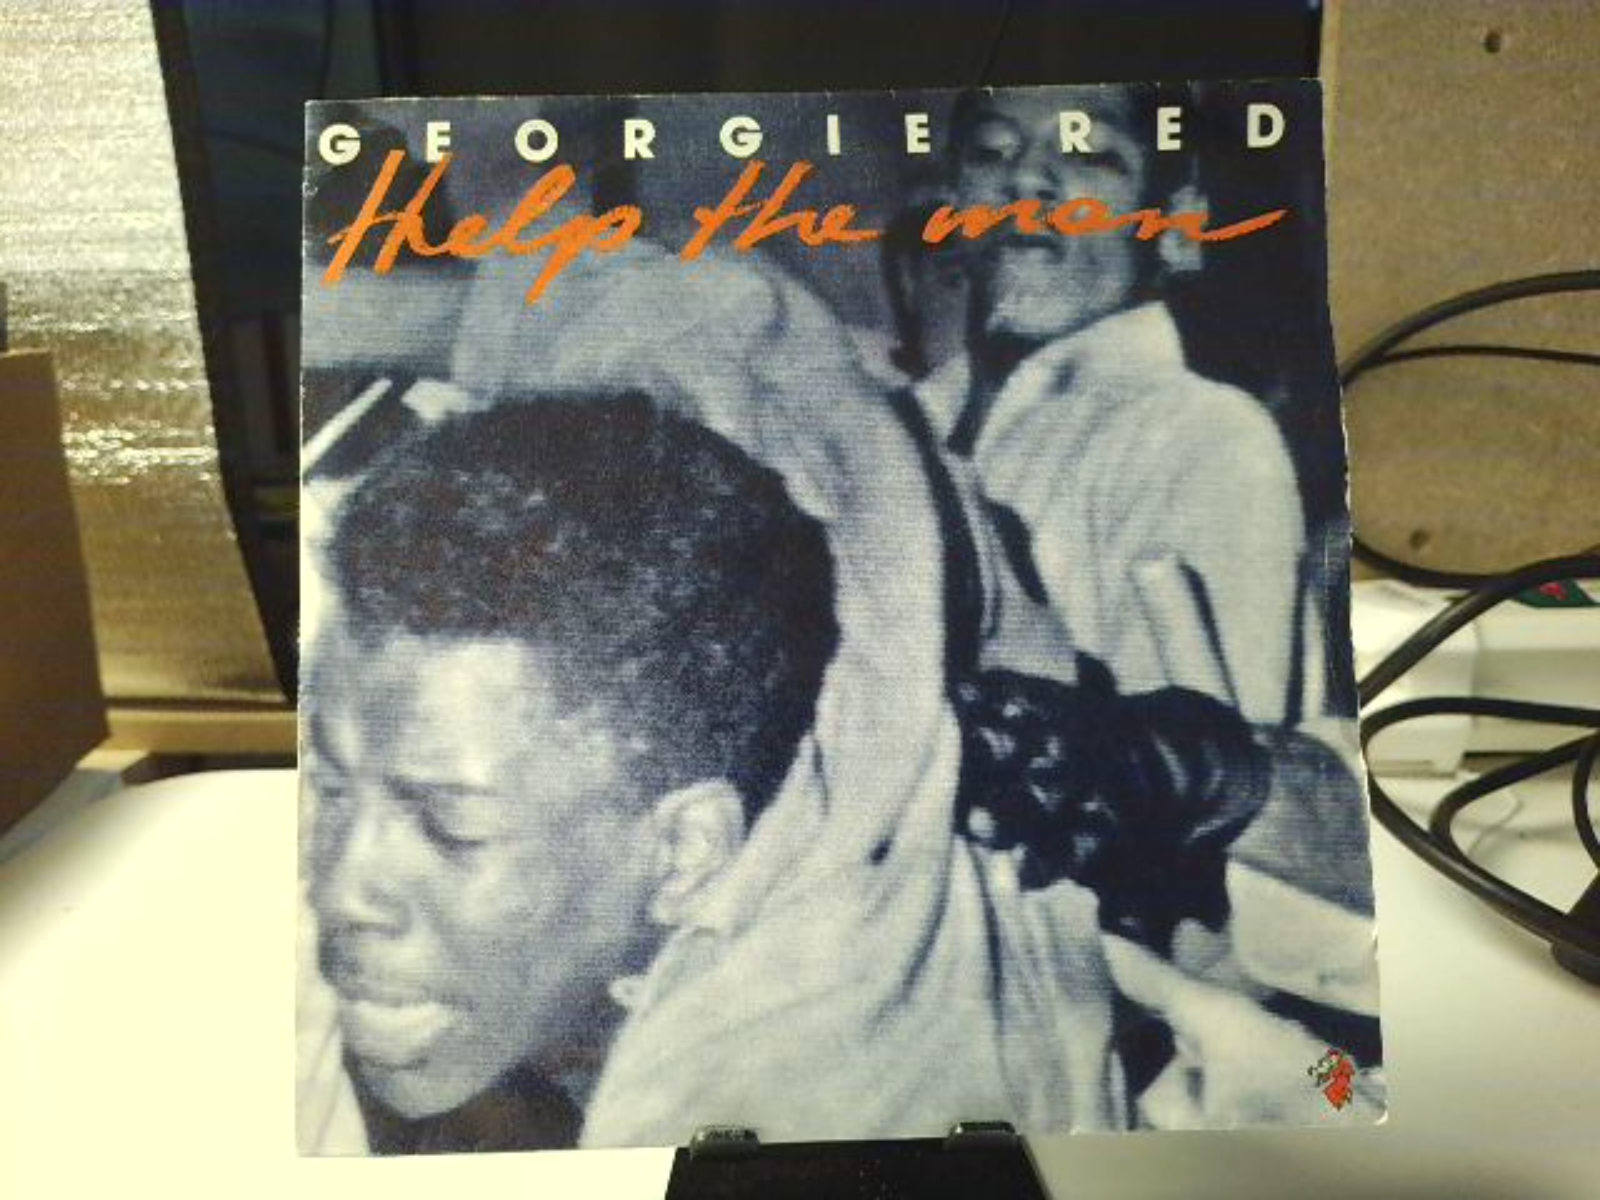 GEORGIE RED
Help the man